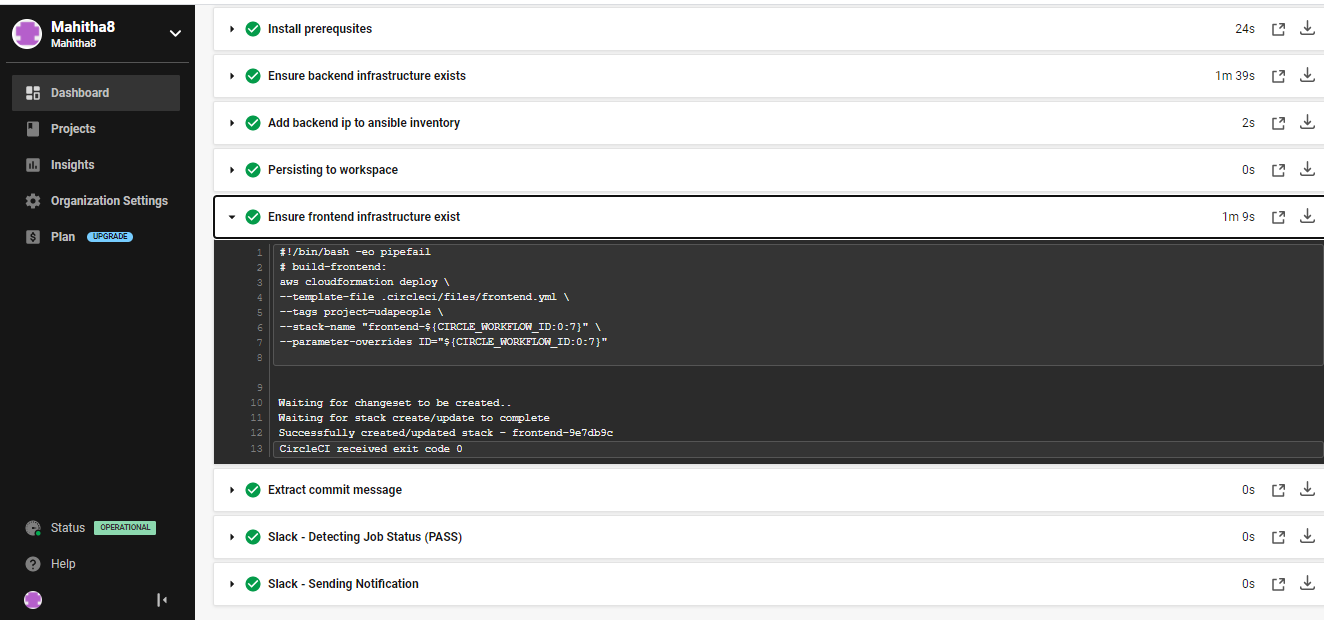 Mahitha8
Mahitha8
Dashboard
Projects
Insights
Organization Settings
Plan UPGRADE
Status OPERATIONAL
Help
Install prerequsites 24s
Ensure backend infrastructure exists 1m 39s
Add backend ip to ansible inventory 2s
Persisting to workspace 0s
Ensure frontend infrastructure exist 1m 9s
1 #!/bin/bash -eo pipefail
2 # build-frontend:
3 aws cloudformation deploy \
4 --template-file .circleci/files/frontend.yml \
5 --tags project=udapeople \
6 --stack-name "frontend-${CIRCLE_WORKFLOW_ID:0:7}" \
7 --parameter-overrides ID="${CIRCLE_WORKFLOW_ID:0:7}"
8
9
10 Waiting for changeset to be created..
11 Waiting for stack create/update to complete
12 Successfully created/updated stack - frontend-9e7db9c
13 CircleCI received exit code 0
Extract commit message 0s
Slack - Detecting Job Status (PASS) 0s
Slack - Sending Notification 0s